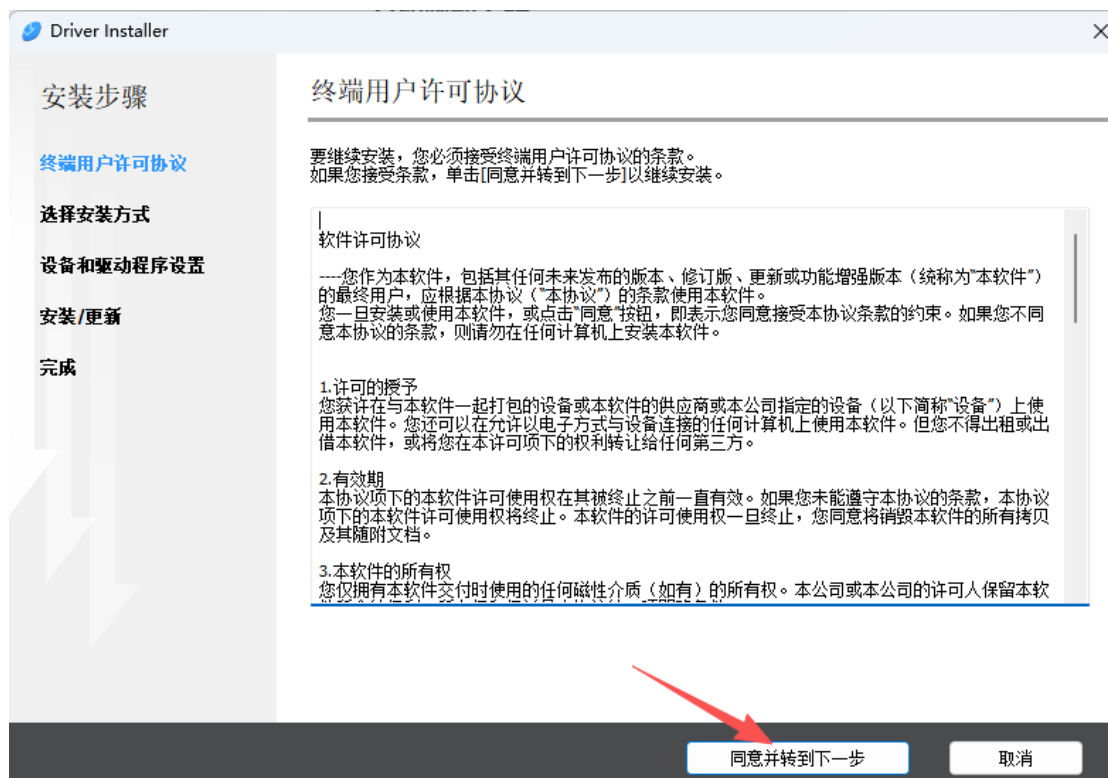 Driver Installer
安装步骤
终端用户许可协议
选择安装方式
设备和驱动程序设置
安装/更新
完成
终端用户许可协议
要继续安装，您必须接受终端用户许可协议的条款。
如果您接受条款，单击[同意并转到下一步]以继续安装。
软件许可协议
----您作为本软件，包括其任何未来发布的版本、修订版、更新或功能增强版本（统称为"本软件"）
的最终用户，应根据本协议（"本协议"）的条款使用本软件。
您一旦安装或使用本软件，或点击"同意"按钮，即表示您同意接受本协议条款的约束。如果您不同
意本协议的条款，则请勿在任何计算机上安装本软件。
1.许可的授予
您获许在与本软件一起打包的设备或本软件的供应商或本公司指定的设备（以下简称"设备"）上使
用本软件。您还可以在允许以电子方式与设备连接的任何计算机上使用本软件。但您不得出租或出
借本软件，或将您在本许可项下的权利转让给任何第三方。
2.有效期
本协议项下的本软件许可使用权在其被终止之前一直有效。如果您未能遵守本协议的条款，本协议
项下的本软件许可使用权将终止。本软件的许可使用权一旦终止，您同意将销毁本软件的所有拷贝
及其随附文档。
3.本软件的所有权
您仅拥有本软件交付时使用的任何磁性介质（如有）的所有权。本公司或本公司的许可人保留本软
同意并转到下一步
取消